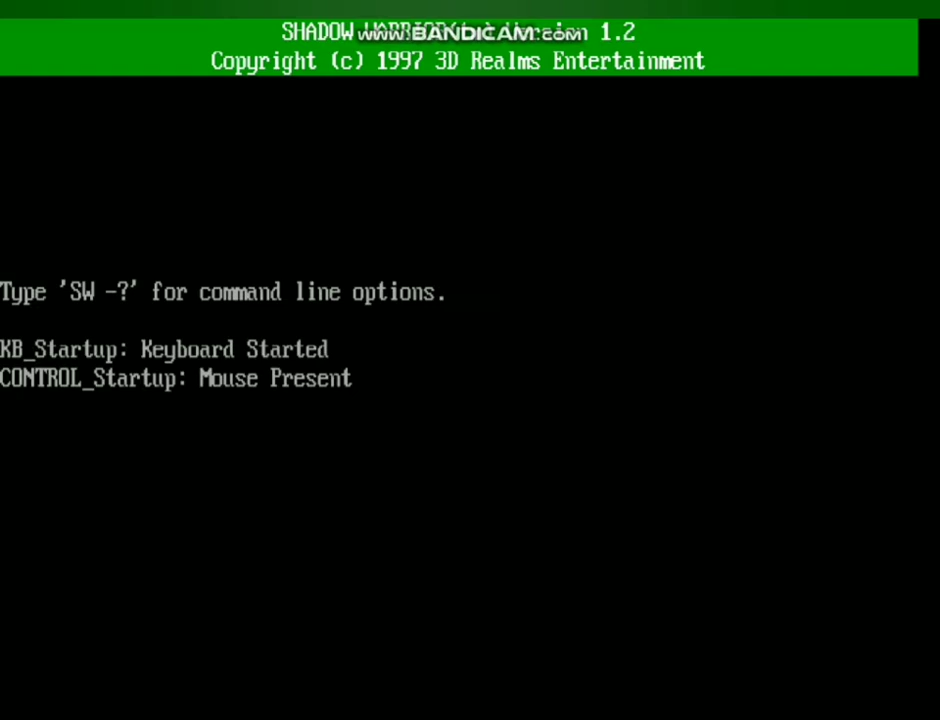 SHADOW Version 1.2
www.BANDICAM.com
Copyright (c) 1997 3D Realms Entertainment
Type 'SW -?' for command line options.
KB_Startup: Keyboard Started
CONTROL_Startup: Mouse Present